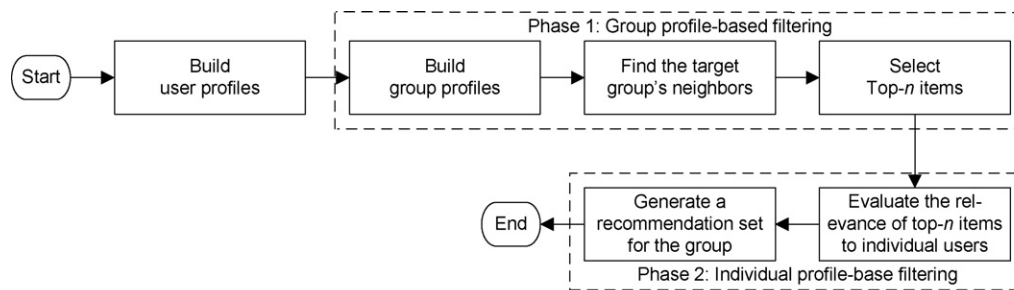 Phase 1: Group profile-based filtering
Start
Build
user profiles
Build
group profiles
Find the target
group's neighbors
Select
Top-n items
End
Generate a
recommendation set
for the group
Evaluate the rel-
evance of top-n items
to individual users
Phase 2: Individual profile-base filtering